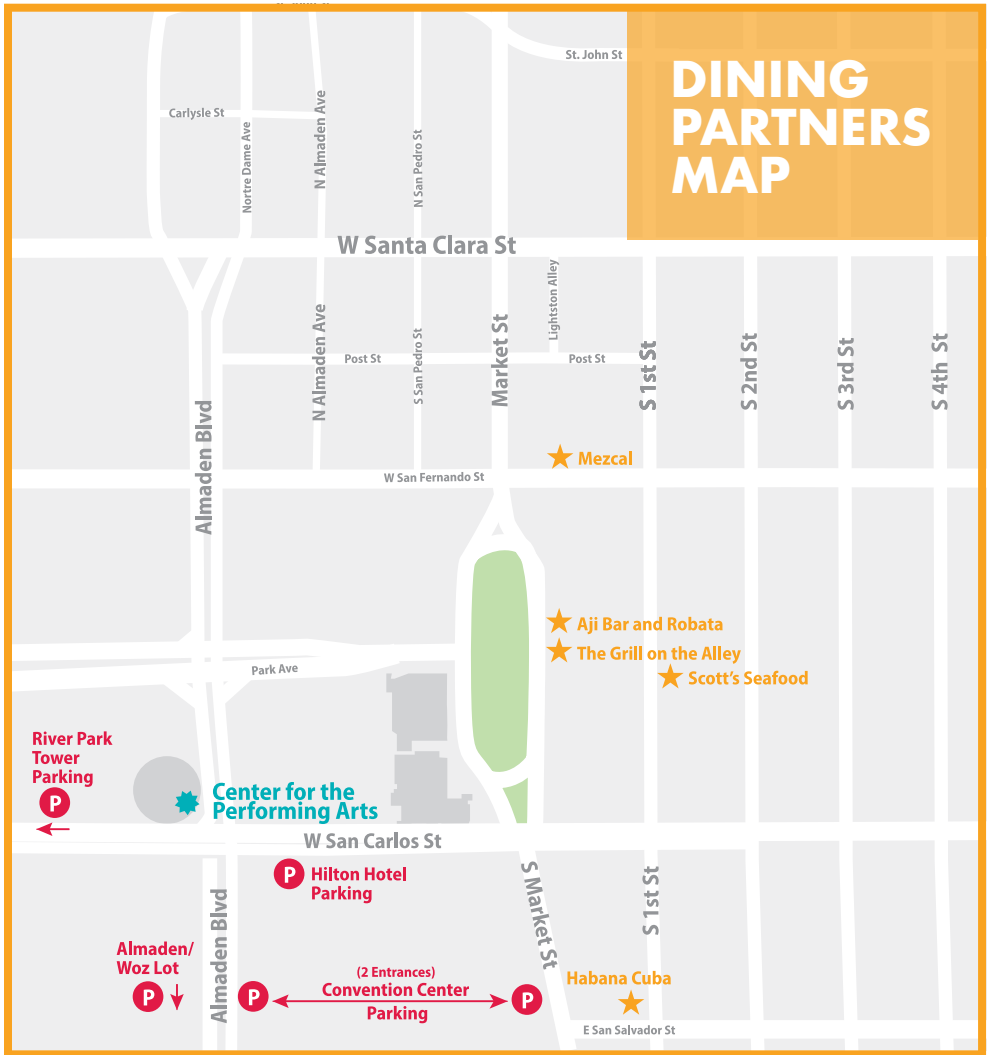 DINING
PARTNERS
MAP
St. John St
Carlysle St
Nortre Dame Ave
N Almaden Ave
N San Pedro St
W Santa Clara St
Lightston Alley
N Almaden Ave
S San Pedro St
Market St
Post St
Post St
S 1st St
S 2nd St
S 3rd St
S 4th St
Almaden Blvd
Mezcal
W San Fernando St
Aji Bar and Robata
The Grill on the Alley
Scott's Seafood
Park Ave
River Park
Tower
Parking
P
Center for the
Performing Arts
W San Carlos St
P
Hilton Hotel
Parking
S Market St
S 1st St
Almaden Blvd
Almaden/
Woz Lot
P
P
(2 Entrances)
Convention Center
Parking
P
Habana Cuba
E San Salvador St